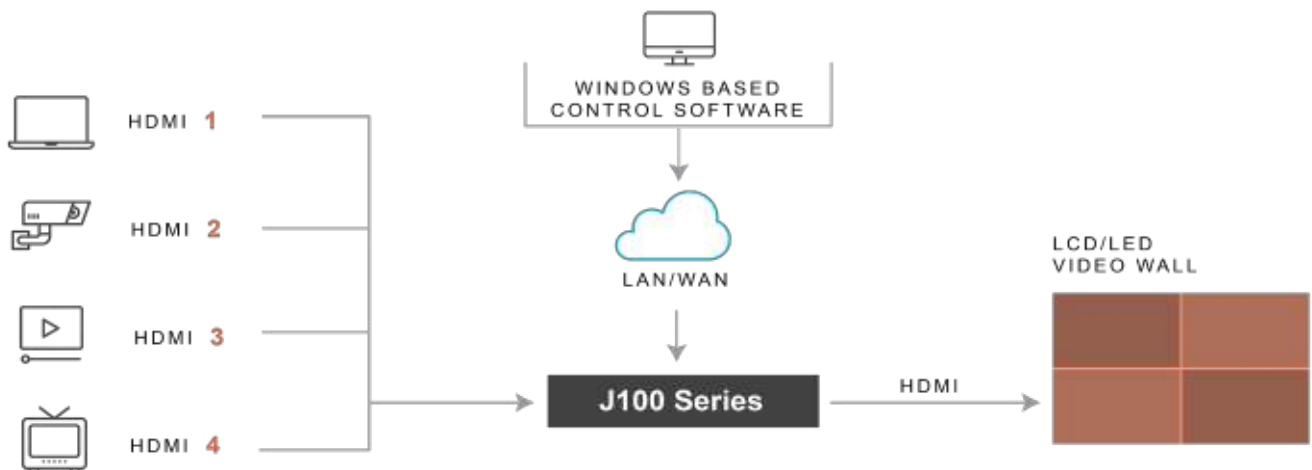 WINDOWS BASED
CONTROL SOFTWARE
HDMI 1
HDMI 2
LAN/WAN
LCD/LED
VIDEO WALL
HDMI 3
J100 Series
HDMI
HDMI 4